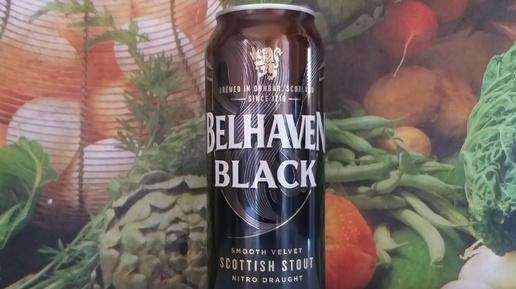 BREWED IN DUNBAR, SCOTLAND
SINCE 1719
BELHAVEN
BLACK
SMOOTH VELVET
SCOTTISH STOUT
NITRO DRAUGHT